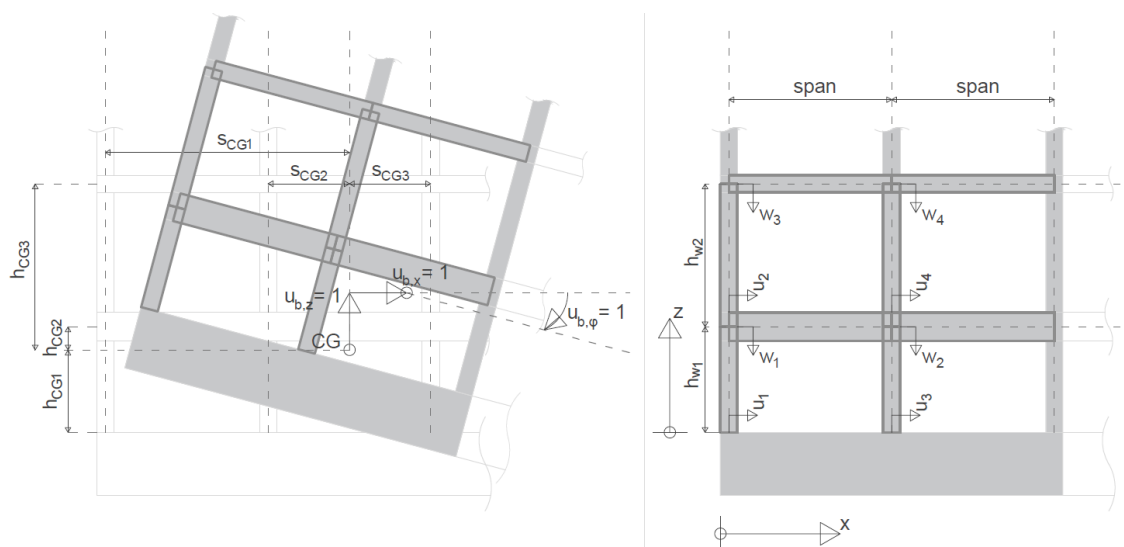 span
span
s_CG1
s_CG2
s_CG3
h_CG3
h_CG2
h_CG1
u_b,x = 1
u_b,z = 1
u_b,φ = 1
CG
w_3
w_4
h_w2
u_2
u_4
z
w_1
w_2
h_w1
u_1
u_3
x